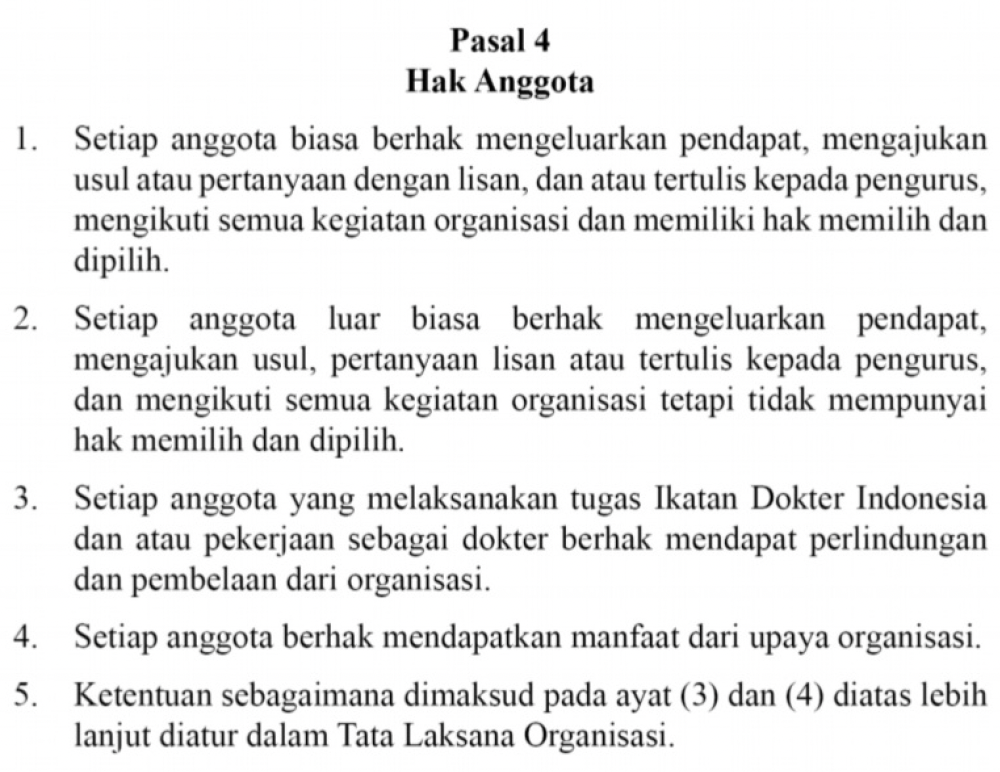 Pasal 4
Hak Anggota
1. Setiap anggota biasa berhak mengeluarkan pendapat, mengajukan
usul atau pertanyaan dengan lisan, dan atau tertulis kepada pengurus,
mengikuti semua kegiatan organisasi dan memiliki hak memilih dan
dipilih.
2. Setiap anggota luar biasa berhak mengeluarkan pendapat,
mengajukan usul, pertanyaan lisan atau tertulis kepada pengurus,
dan mengikuti semua kegiatan organisasi tetapi tidak mempunyai
hak memilih dan dipilih.
3. Setiap anggota yang melaksanakan tugas Ikatan Dokter Indonesia
dan atau pekerjaan sebagai dokter berhak mendapat perlindungan
dan pembelaan dari organisasi.
4. Setiap anggota berhak mendapatkan manfaat dari upaya organisasi.
5. Ketentuan sebagaimana dimaksud pada ayat (3) dan (4) diatas lebih
lanjut diatur dalam Tata Laksana Organisasi.